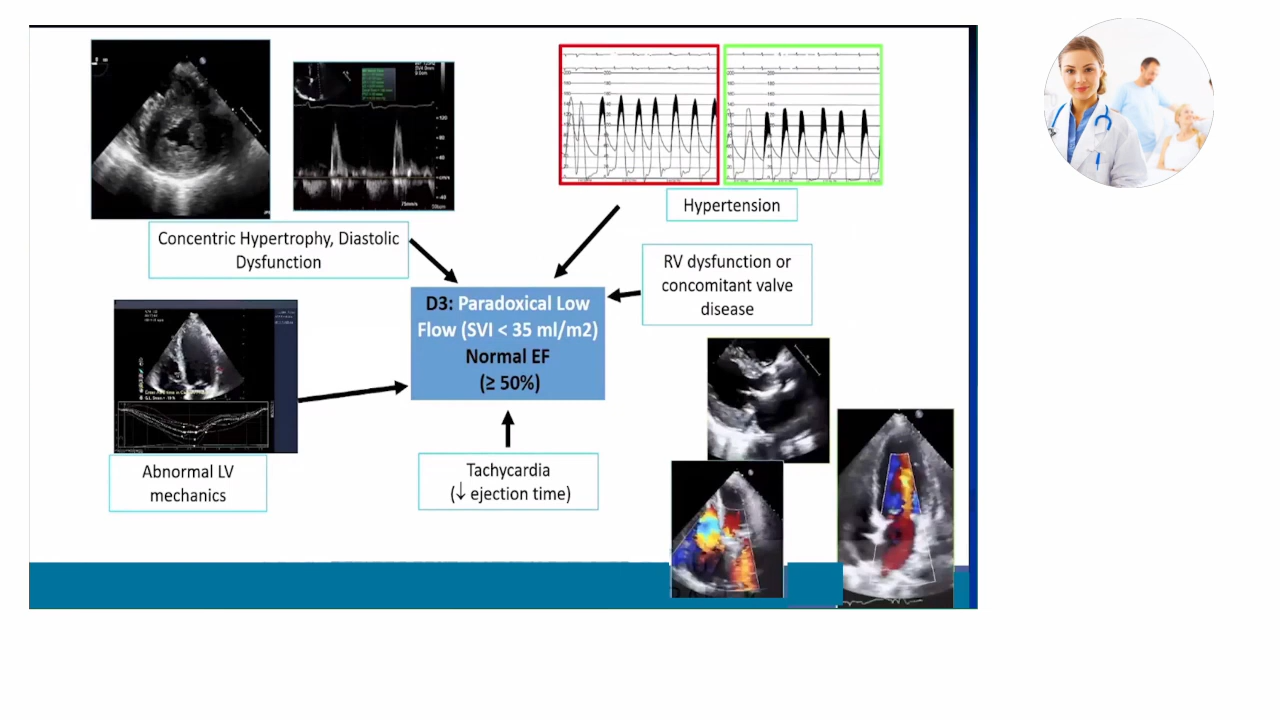 Concentric Hypertrophy, Diastolic
Dysfunction
Hypertension
RV dysfunction or
concomitant valve
disease
D3: Paradoxical Low
Flow (SVI < 35 ml/m2)
Normal EF
(≥ 50%)
Abnormal LV
mechanics
Tachycardia
(↓ ejection time)